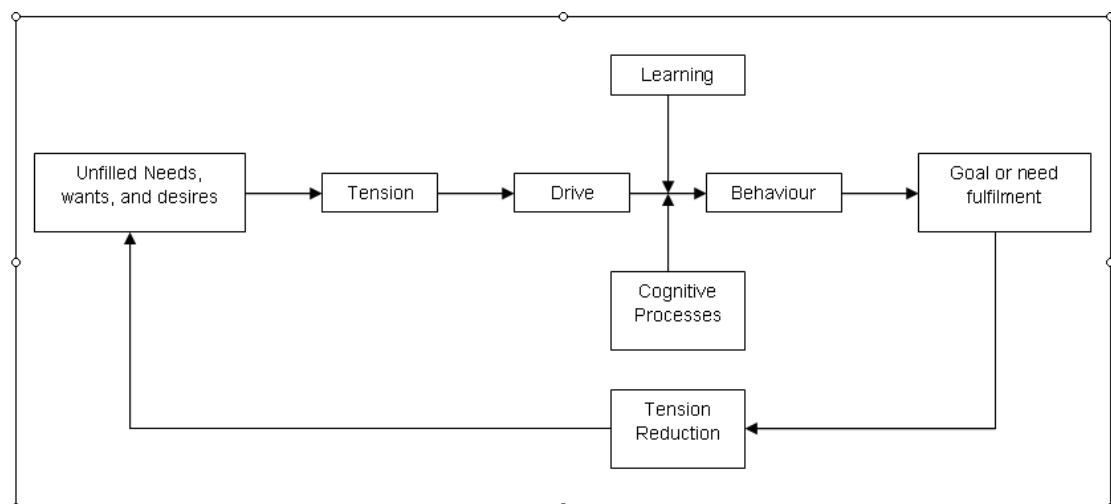 Learning
Unfilled Needs,
wants, and desires
Tension
Drive
Behaviour
Goal or need
fulfilment
Cognitive
Processes
Tension
Reduction